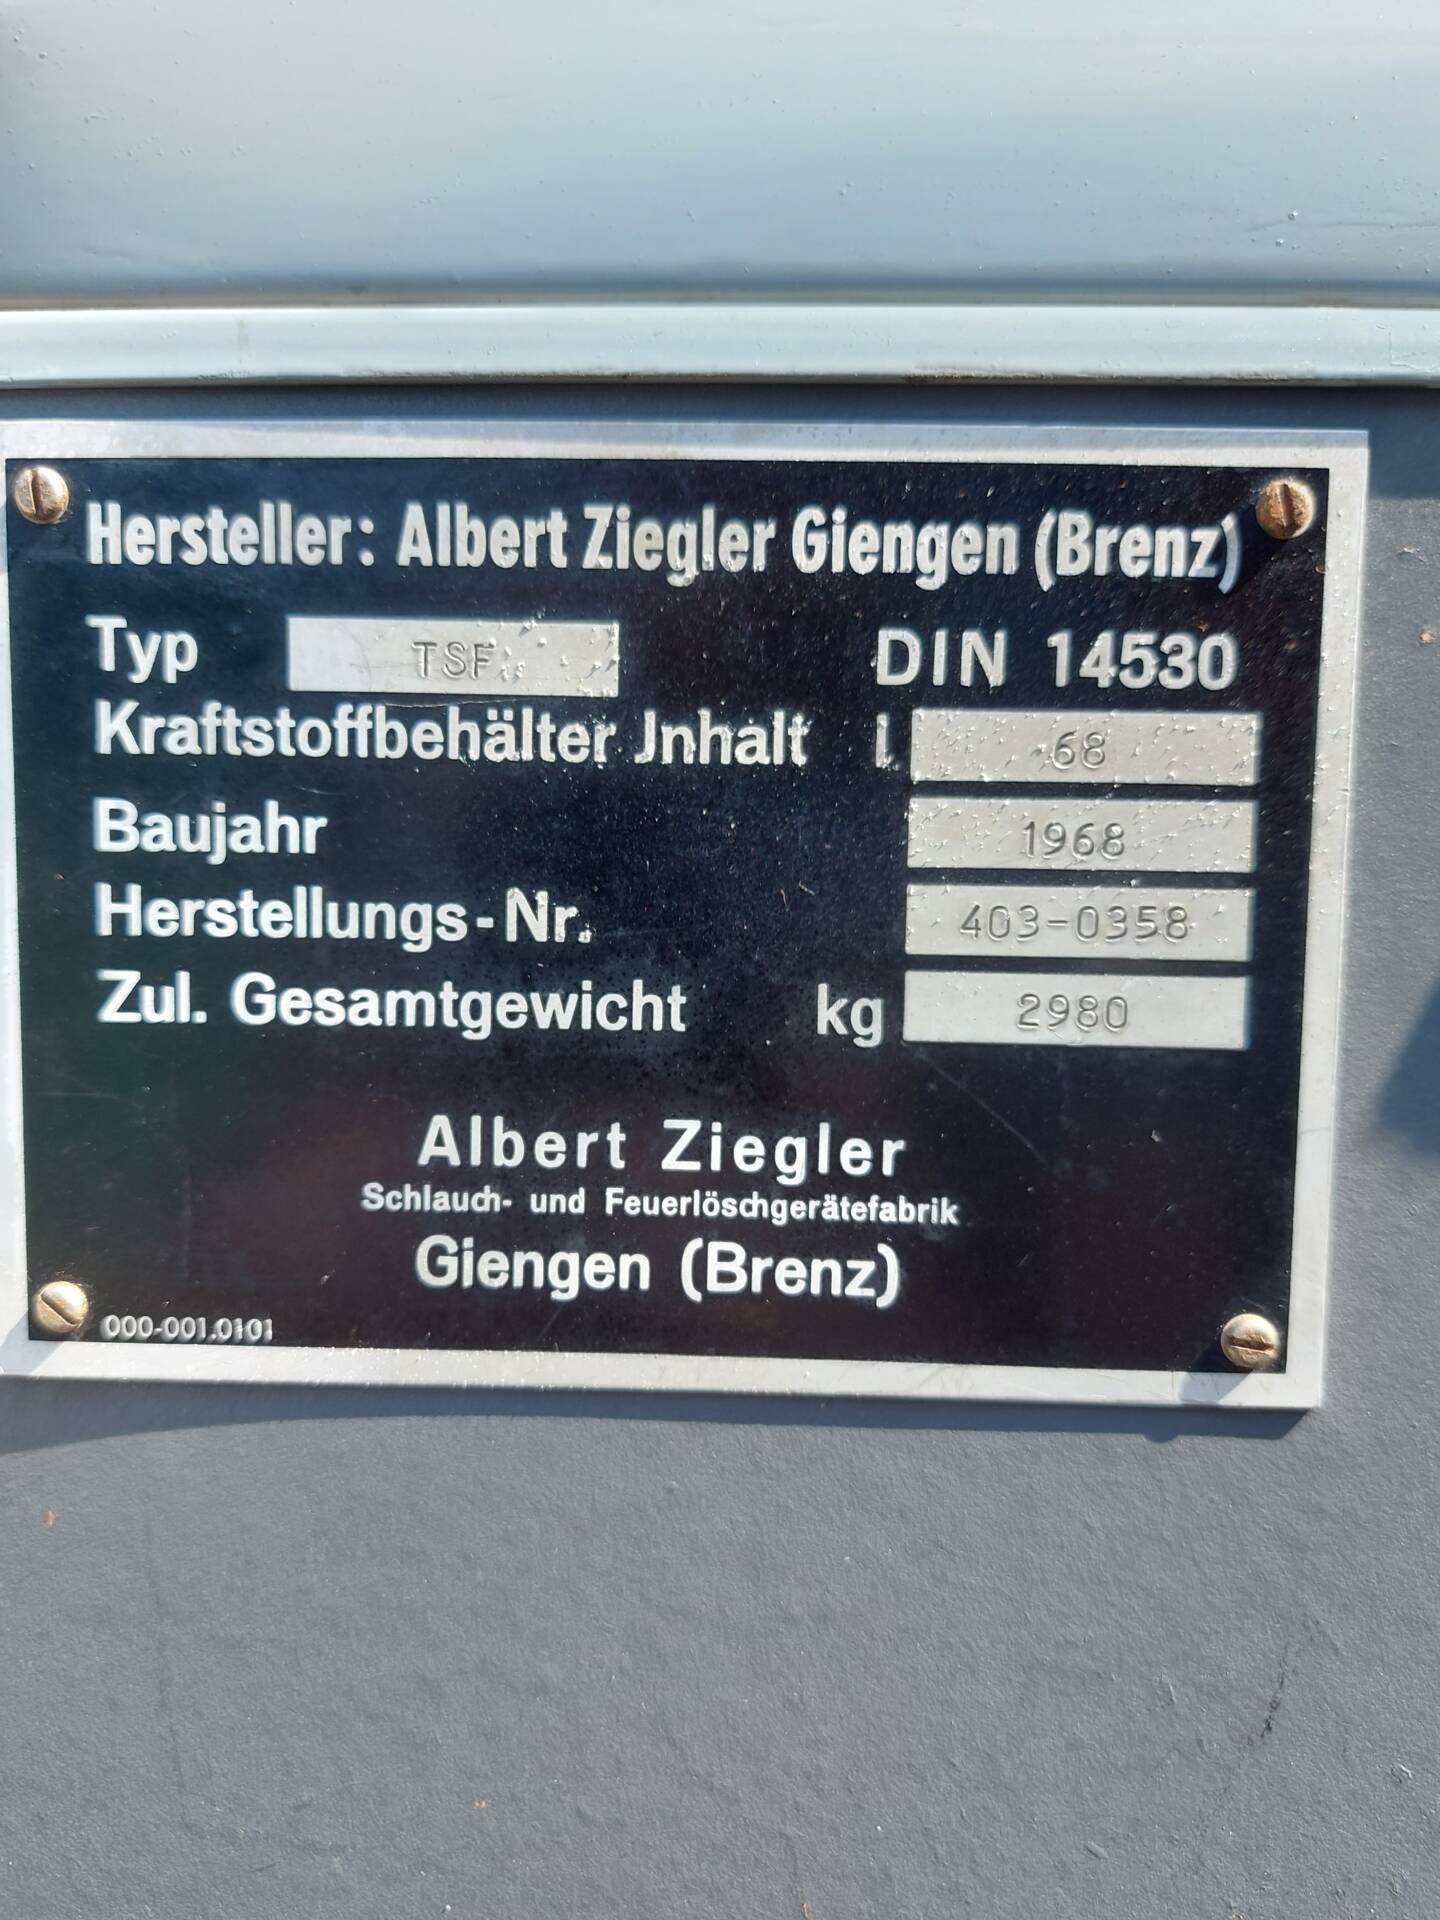 Hersteller: Albert Ziegler Giengen (Brenz)
Typ TSF DIN 14530
Kraftstoffbehälter Jnhalt l 68
Baujahr 1968
Herstellungs-Nr. 403-0358
Zul. Gesamtgewicht kg 2980
Albert Ziegler
Schlauch- und Feuerlöschgerätefabrik
Giengen (Brenz)
000-001.0101